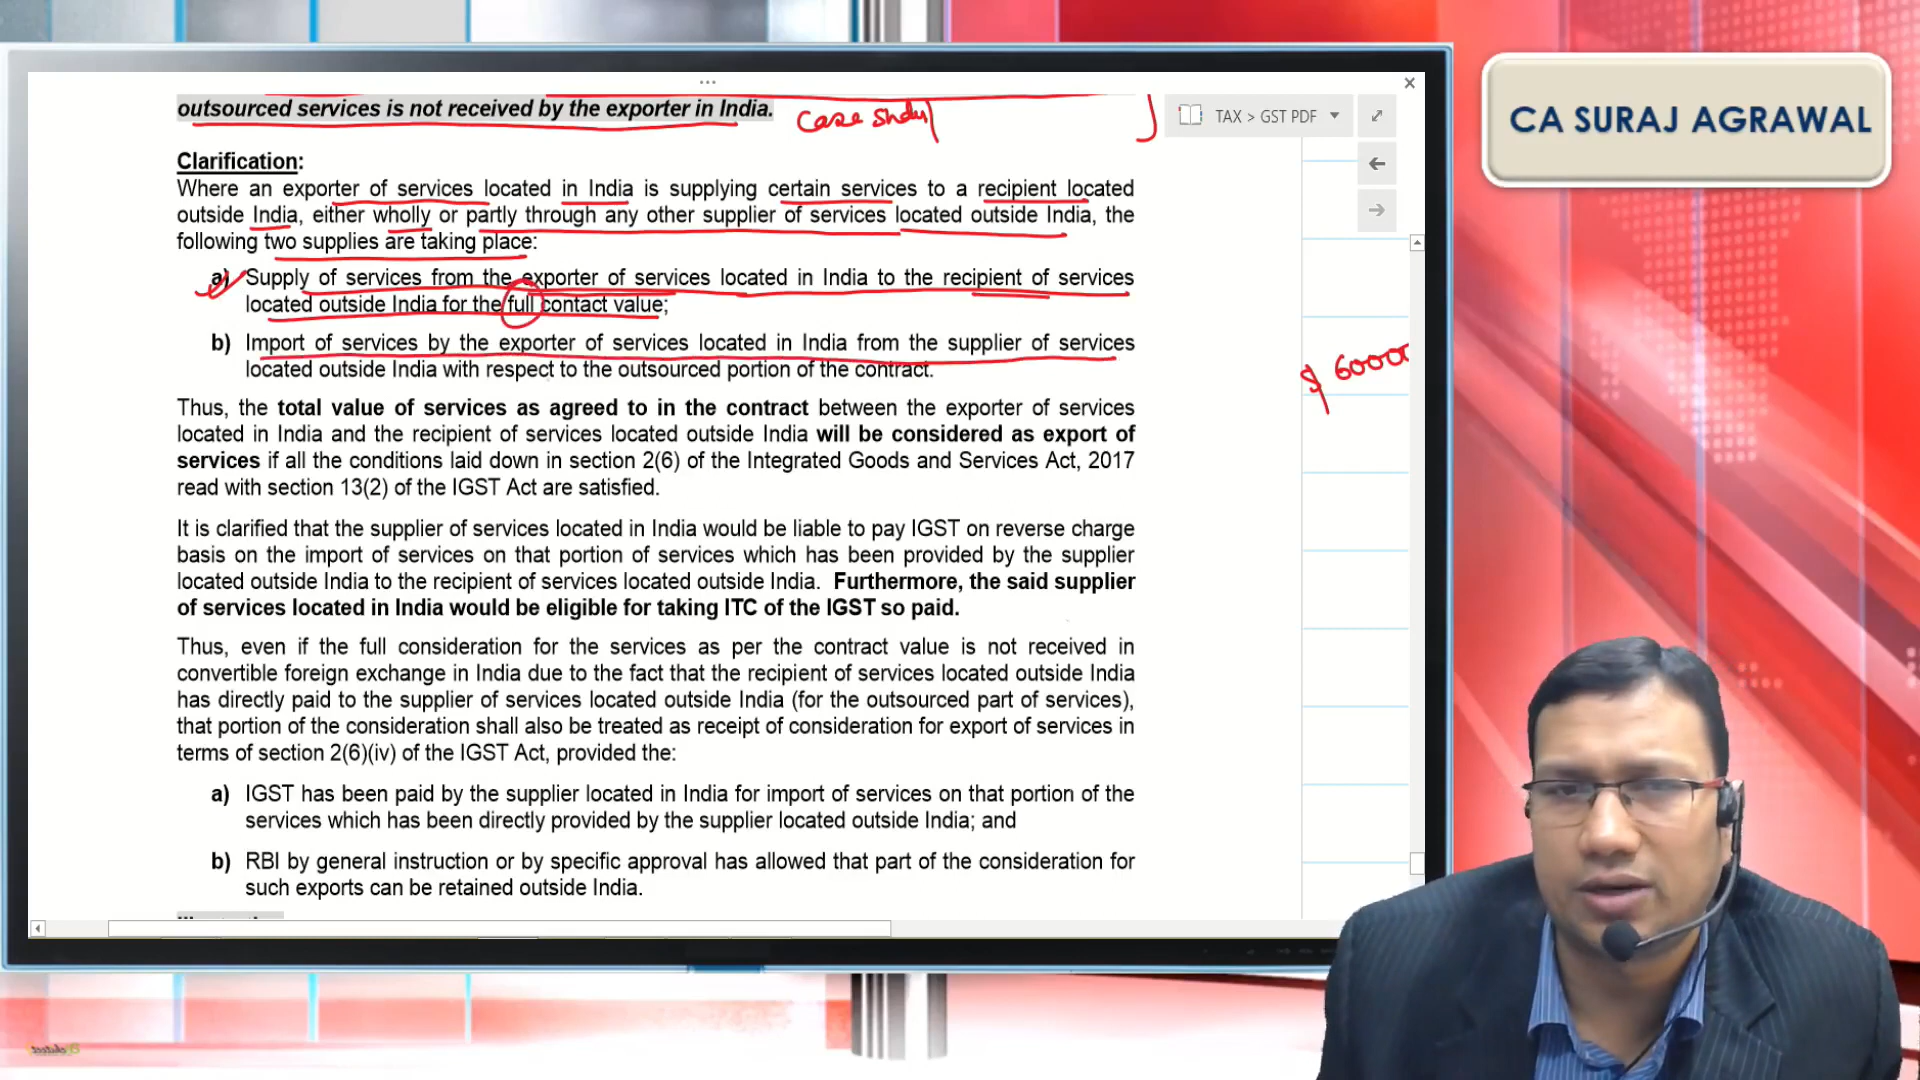 CA SURAJ AGRAWAL
outsourced services is not received by the exporter in India.
case study
TAX > GST PDF
Clarification:
Where an exporter of services located in India is supplying certain services to a recipient located
outside India, either wholly or partly through any other supplier of services located outside India, the
following two supplies are taking place:
a) Supply of services from the exporter of services located in India to the recipient of services
located outside India for the full contact value;
b) Import of services by the exporter of services located in India from the supplier of services
located outside India with respect to the outsourced portion of the contract.
$ 60000
Thus, the total value of services as agreed to in the contract between the exporter of services
located in India and the recipient of services located outside India will be considered as export of
services if all the conditions laid down in section 2(6) of the Integrated Goods and Services Act, 2017
read with section 13(2) of the IGST Act are satisfied.
It is clarified that the supplier of services located in India would be liable to pay IGST on reverse charge
basis on the import of services on that portion of services which has been provided by the supplier
located outside India to the recipient of services located outside India. Furthermore, the said supplier
of services located in India would be eligible for taking ITC of the IGST so paid.
Thus, even if the full consideration for the services as per the contract value is not received in
convertible foreign exchange in India due to the fact that the recipient of services located outside India
has directly paid to the supplier of services located outside India (for the outsourced part of services),
that portion of the consideration shall also be treated as receipt of consideration for export of services in
terms of section 2(6)(iv) of the IGST Act, provided the:
a) IGST has been paid by the supplier located in India for import of services on that portion of the
services which has been directly provided by the supplier located outside India; and
b) RBI by general instruction or by specific approval has allowed that part of the consideration for
such exports can be retained outside India.